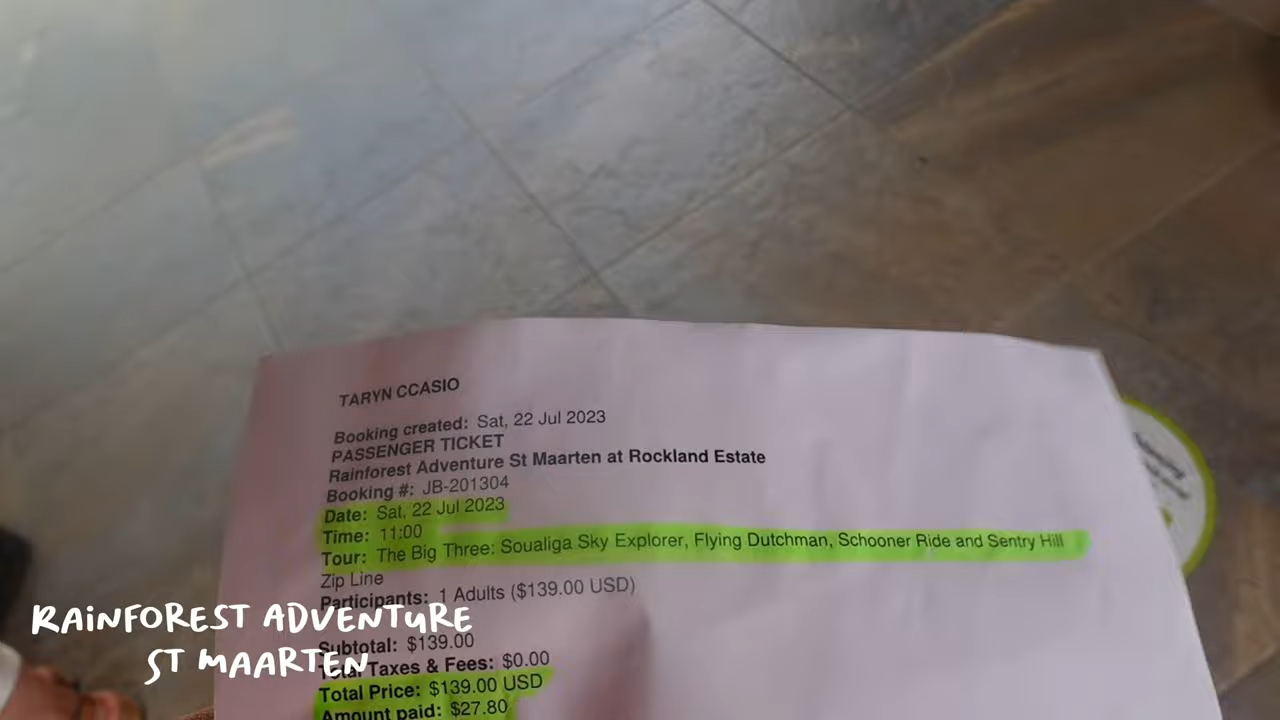 TARYN CCASIO
Booking created: Sat, 22 Jul 2023
PASSENGER TICKET
Rainforest Adventure St Maarten at Rockland Estate
Booking #: JB-201304
Date: Sat, 22 Jul 2023
Time: 11:00
Tour: The Big Three: Soualiga Sky Explorer, Flying Dutchman, Schooner Ride and Sentry Hill
Zip Line
Participants: 1 Adults ($139.00 USD)
Subtotal: $139.00
Total Taxes & Fees: $0.00
Total Price: $139.00 USD
Amount paid: $27.80
RAINFOREST ADVENTURE
ST MAARTEN